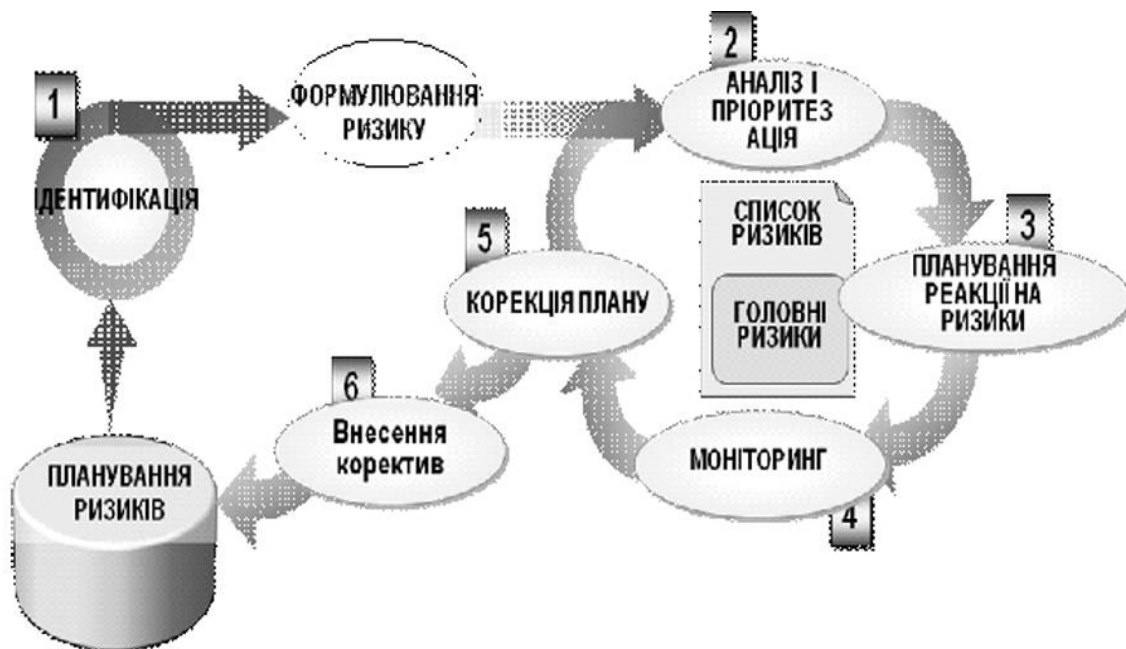 1
ІДЕНТИФІКАЦІЯ
ФОРМУЛЮВАННЯ
РИЗИКУ
2
АНАЛІЗ І
ПРІОРИТЕЗ
АЦІЯ
СПИСОК
РИЗИКІВ
ГОЛОВНІ
РИЗИКИ
3
ПЛАНУВАННЯ
РЕАКЦІЇ НА
РИЗИКИ
МОНІТОРИНГ
4
5
КОРЕКЦІЯ ПЛАНУ
6
Внесення
коректив
ПЛАНУВАННЯ
РИЗИКІВ